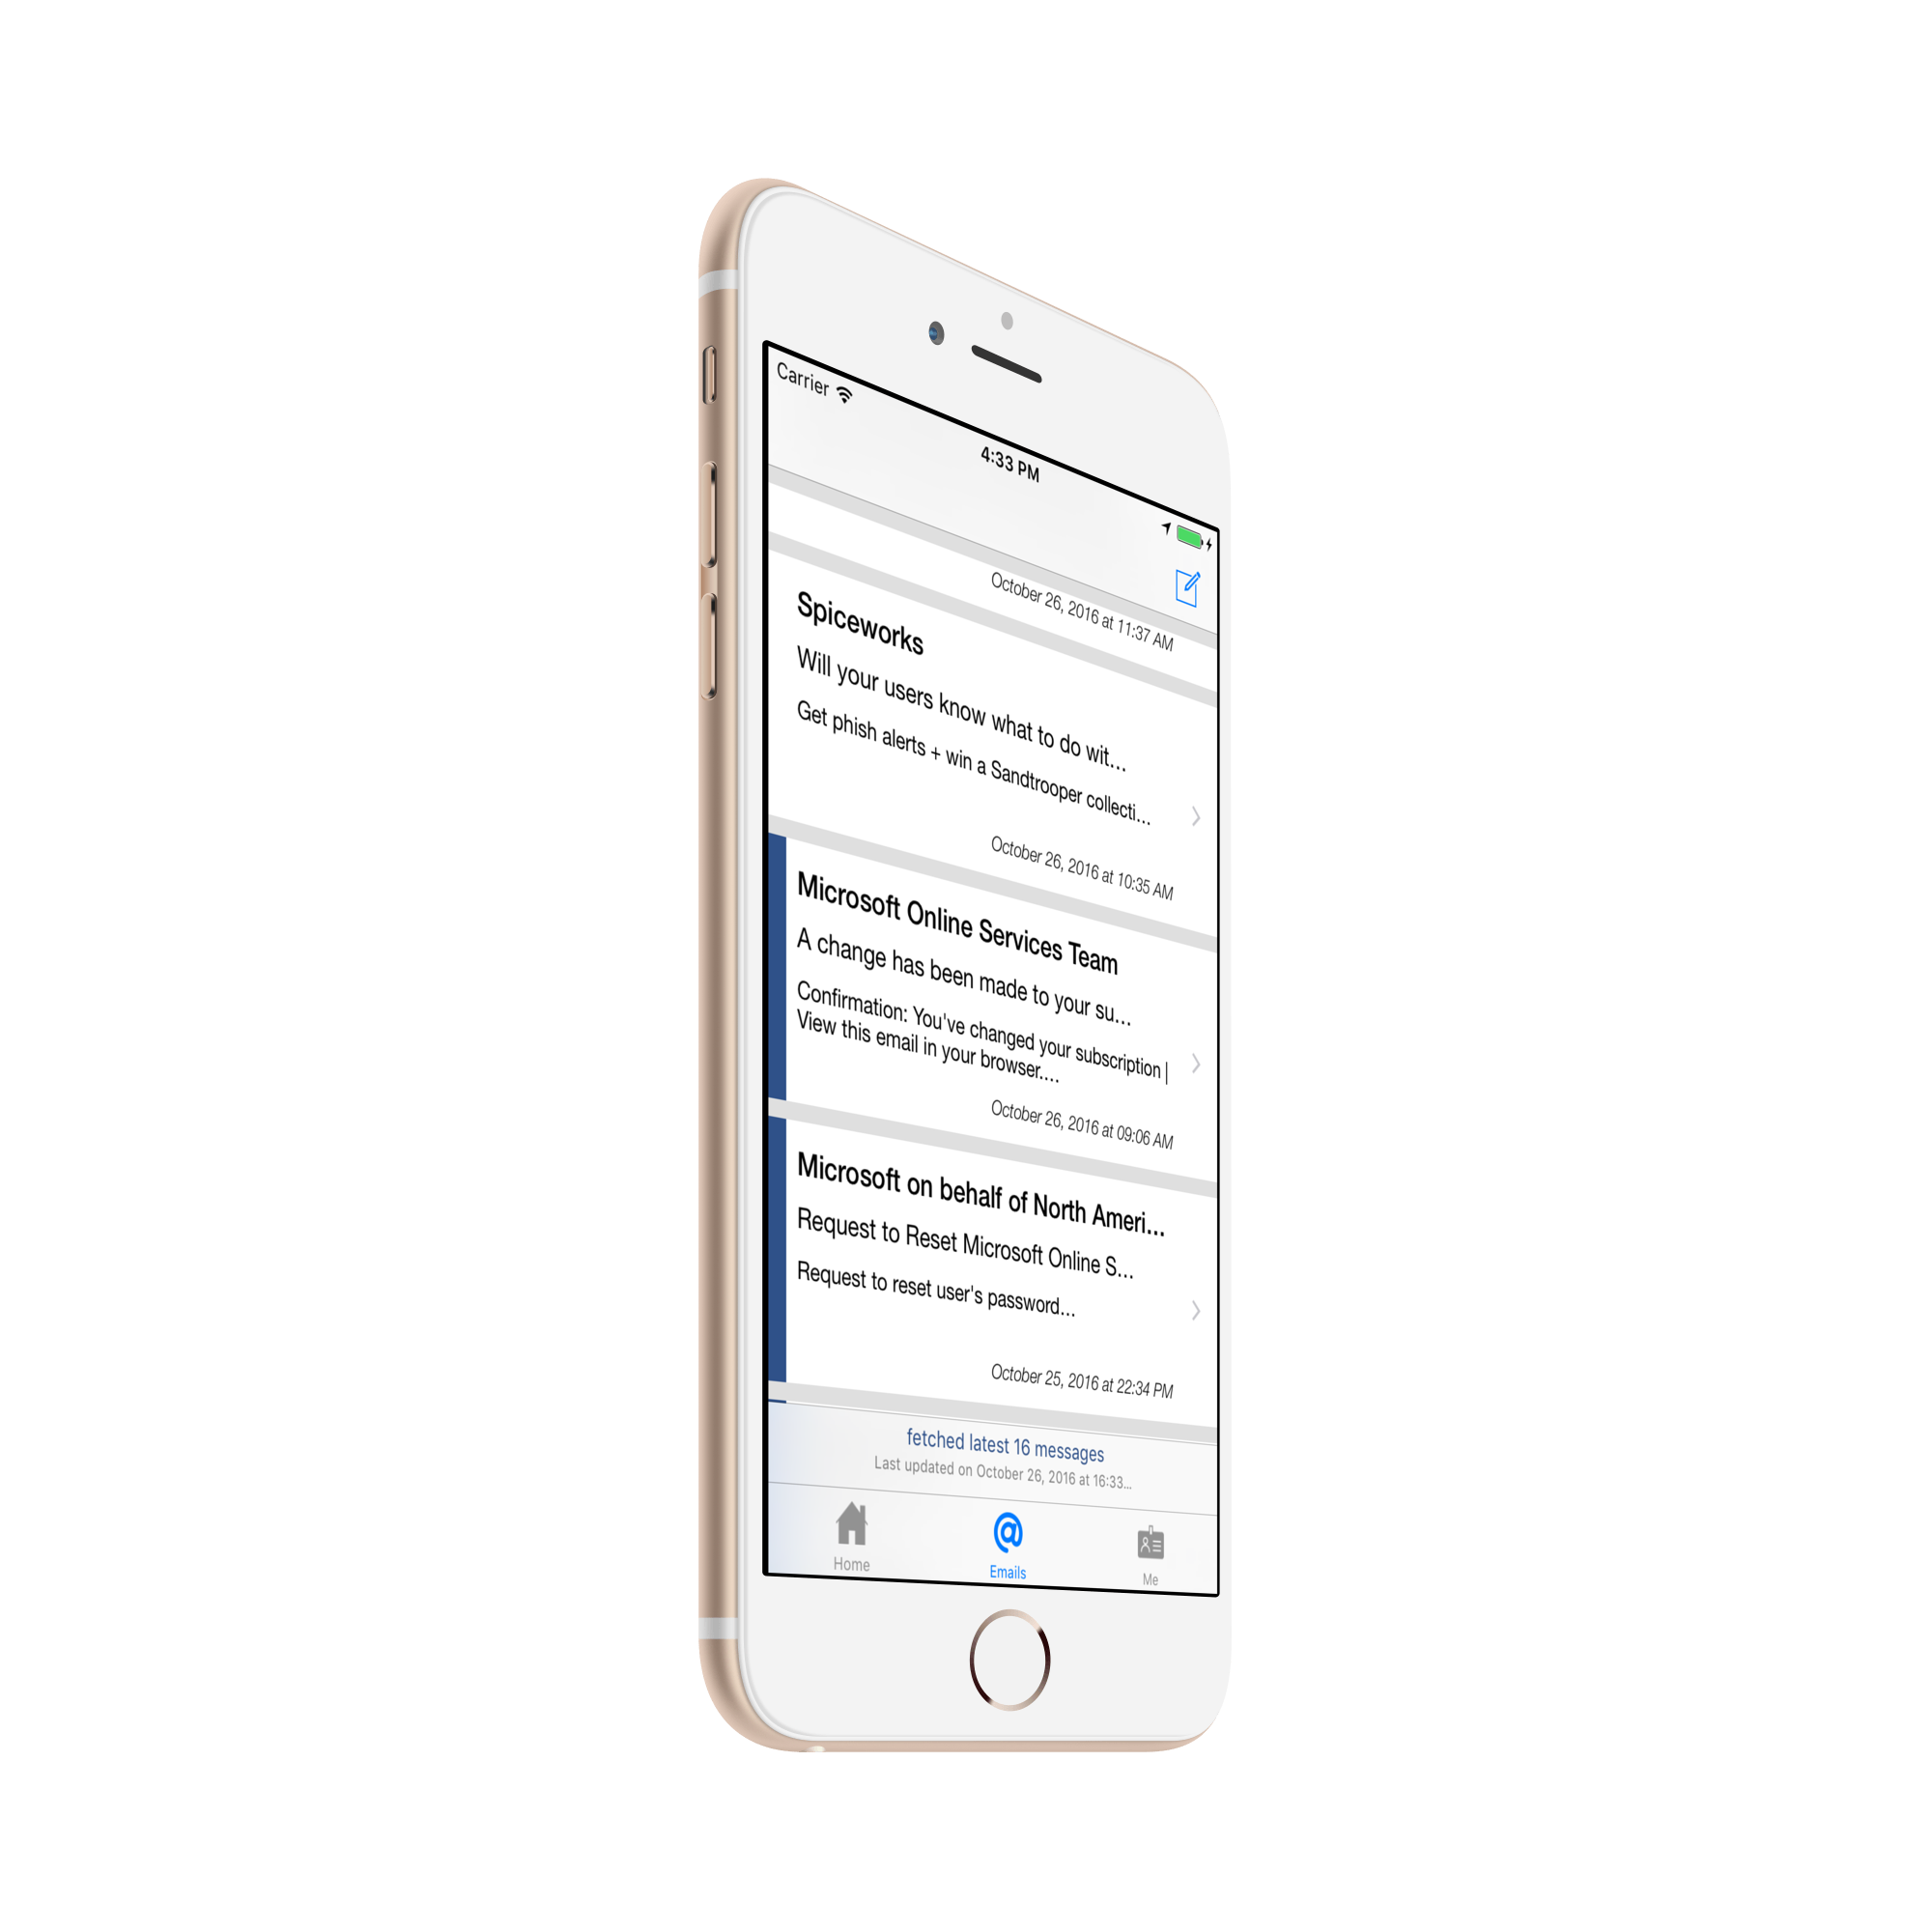 Carrier
4:33 PM
October 26, 2016 at 11:37 AM
Spiceworks
Will your users know what to do wit...
Get phish alerts + win a Sandtrooper collecti...
October 26, 2016 at 10:35 AM
Microsoft Online Services Team
A change has been made to your su...
Confirmation: You've changed your subscription |
View this email in your browser....
October 26, 2016 at 09:06 AM
Microsoft on behalf of North Ameri...
Request to Reset Microsoft Online S...
Request to reset user's password...
October 25, 2016 at 22:34 PM
fetched latest 16 messages
Last updated on October 26, 2016 at 16:33...
Home
@
Emails
Me